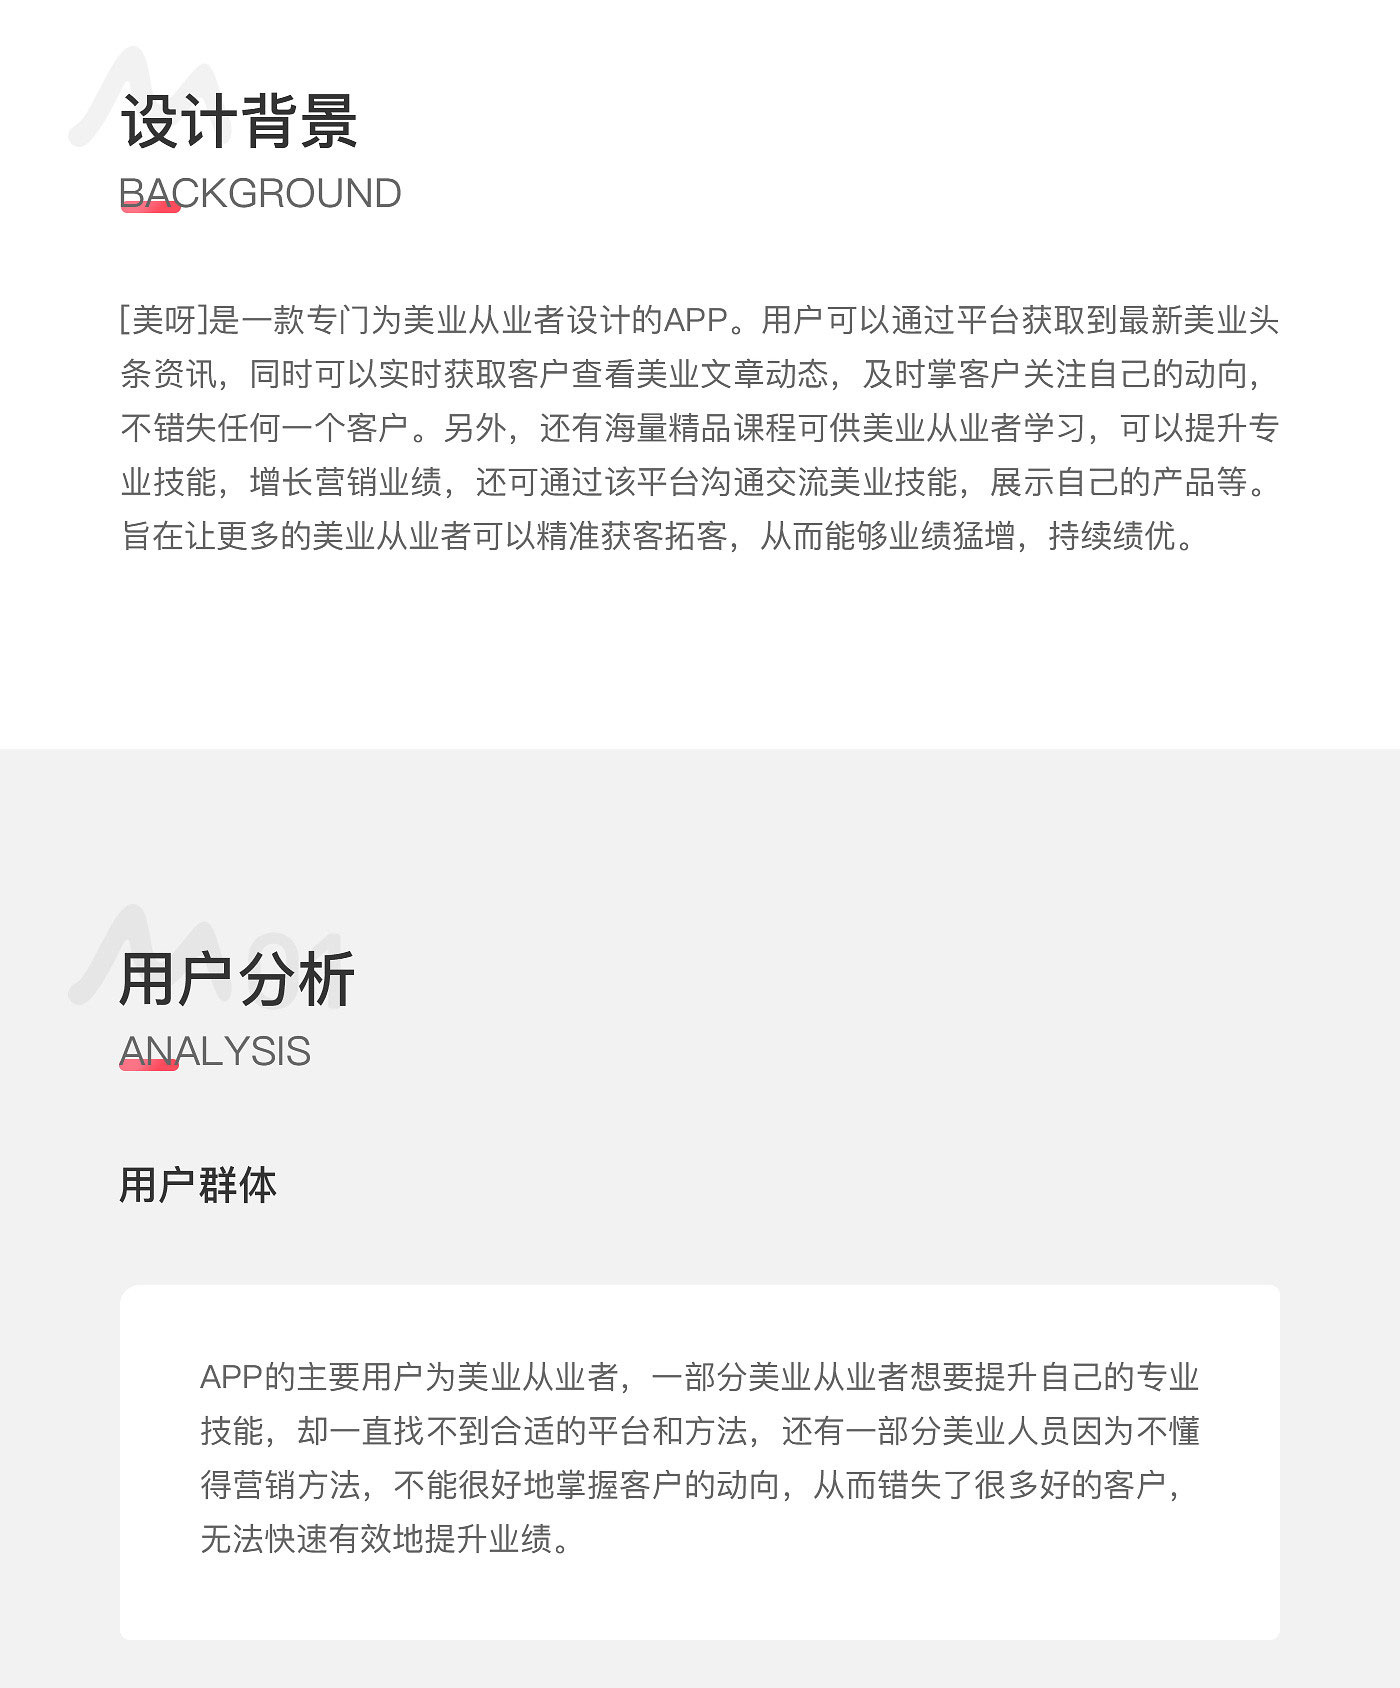 设计背景
BACKGROUND
[美呀]是一款专门为美业从业者设计的APP。用户可以通过平台获取到最新美业头
条资讯，同时可以实时获取客户查看美业文章动态，及时掌客户关注自己的动向，
不错失任何一个客户。另外，还有海量精品课程可供美业从业者学习，可以提升专
业技能，增长营销业绩，还可通过该平台沟通交流美业技能，展示自己的产品等。
旨在让更多的美业从业者可以精准获客拓客，从而能够业绩猛增，持续绩优。
01
用户分析
ANALYSIS
用户群体
APP的主要用户为美业从业者，一部分美业从业者想要提升自己的专业
技能，却一直找不到合适的平台和方法，还有一部分美业人员因为不懂
得营销方法，不能很好地掌握客户的动向，从而错失了很多好的客户，
无法快速有效地提升业绩。